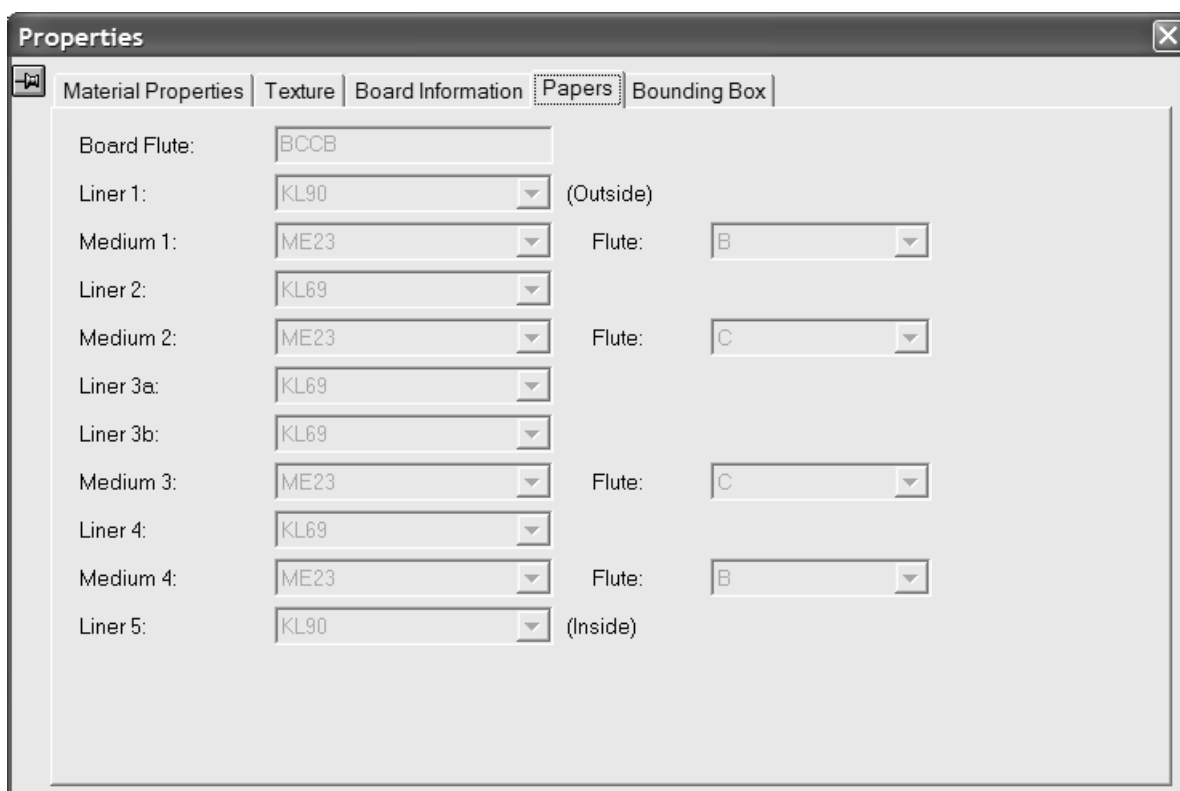 Properties
Material Properties Texture Board Information Papers Bounding Box
Board Flute: BCCB
Liner 1: KL90 (Outside)
Medium 1: ME23 Flute: B
Liner 2: KL69
Medium 2: ME23 Flute: C
Liner 3a: KL69
Liner 3b: KL69
Medium 3: ME23 Flute: C
Liner 4: KL69
Medium 4: ME23 Flute: B
Liner 5: KL90 (Inside)